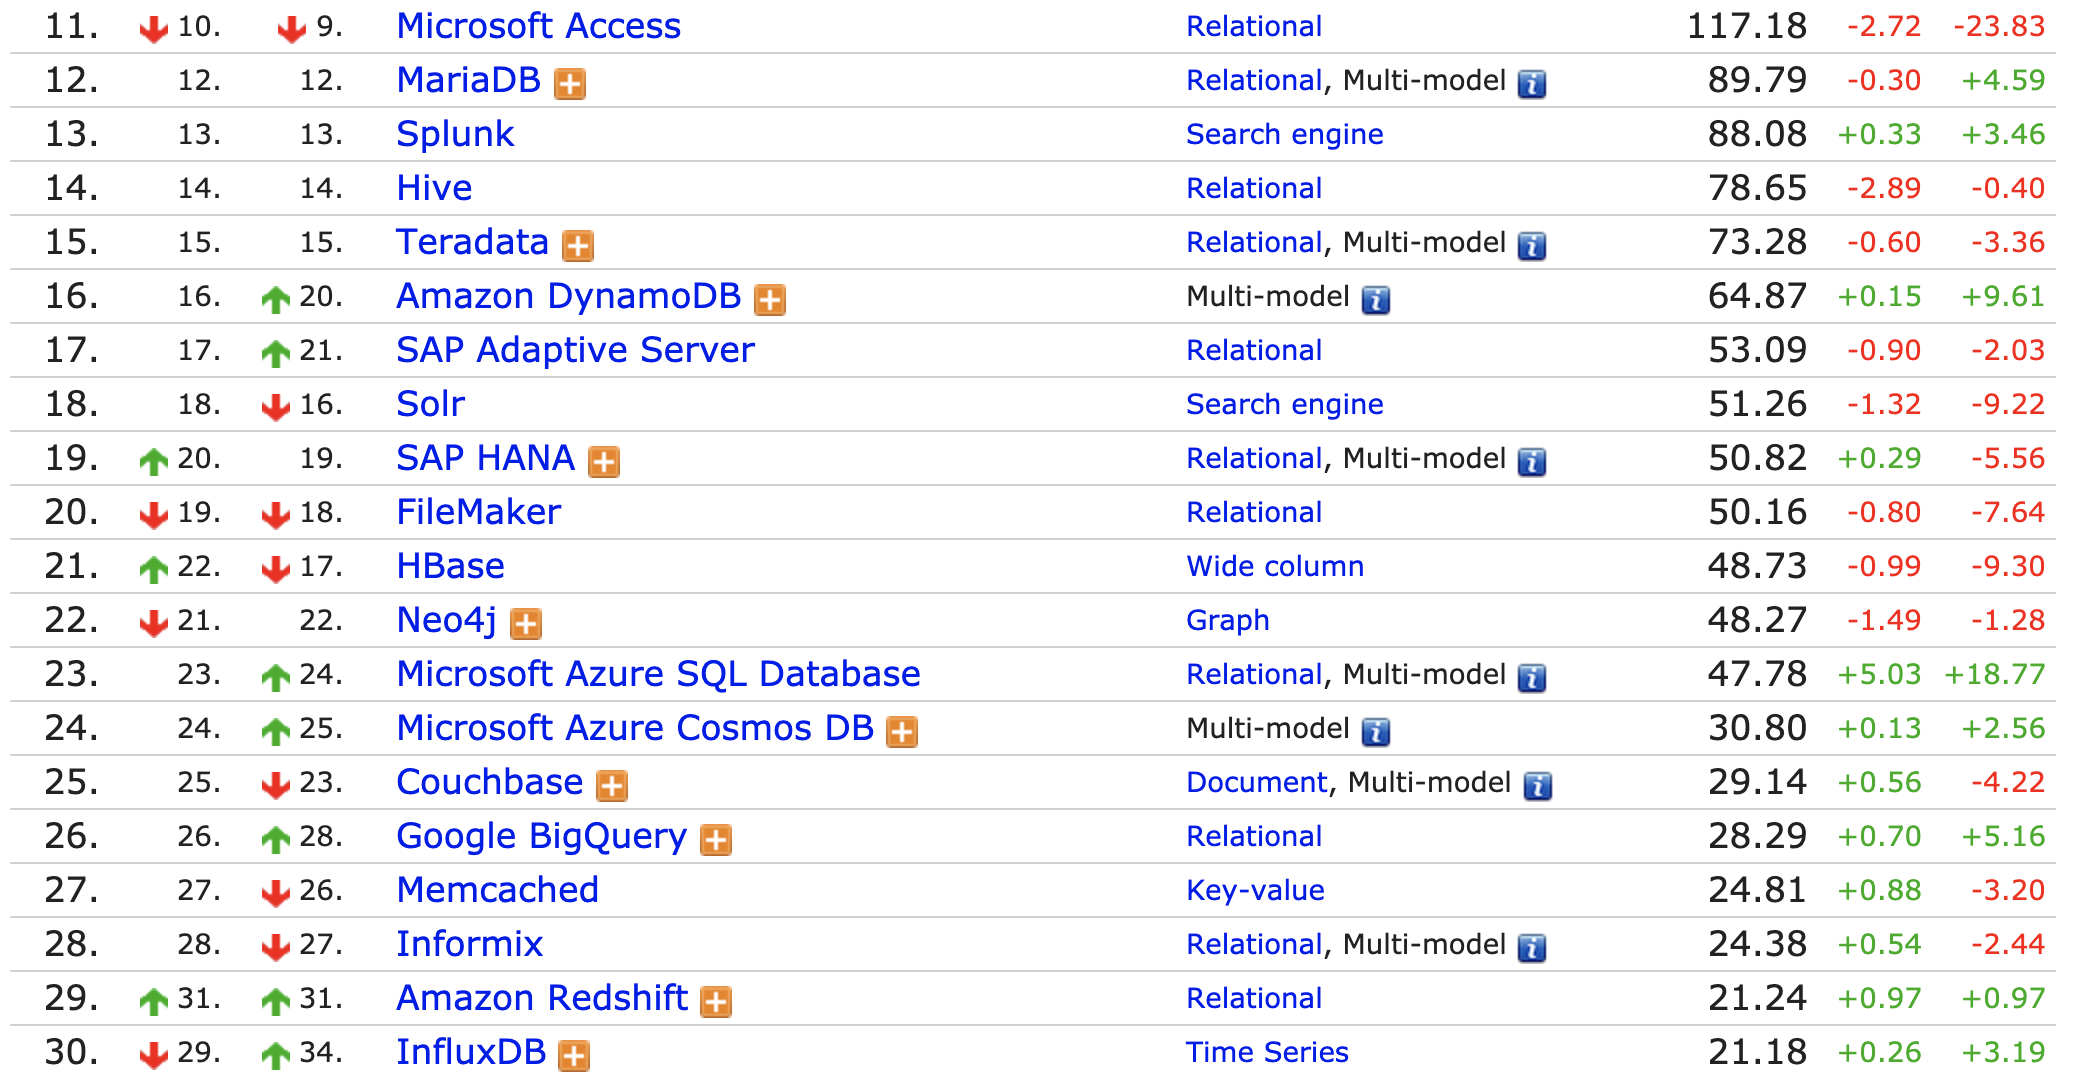 11. 10. 9. Microsoft Access Relational 117.18 -2.72 -23.83
12. 12. 12. MariaDB Relational, Multi-model 89.79 -0.30 +4.59
13. 13. 13. Splunk Search engine 88.08 +0.33 +3.46
14. 14. 14. Hive Relational 78.65 -2.89 -0.40
15. 15. 15. Teradata Relational, Multi-model 73.28 -0.60 -3.36
16. 16. 20. Amazon DynamoDB Multi-model 64.87 +0.15 +9.61
17. 17. 21. SAP Adaptive Server Relational 53.09 -0.90 -2.03
18. 18. 16. Solr Search engine 51.26 -1.32 -9.22
19. 20. 19. SAP HANA Relational, Multi-model 50.82 +0.29 -5.56
20. 19. 18. FileMaker Relational 50.16 -0.80 -7.64
21. 22. 17. HBase Wide column 48.73 -0.99 -9.30
22. 21. 22. Neo4j Graph 48.27 -1.49 -1.28
23. 23. 24. Microsoft Azure SQL Database Relational, Multi-model 47.78 +5.03 +18.77
24. 24. 25. Microsoft Azure Cosmos DB Multi-model 30.80 +0.13 +2.56
25. 25. 23. Couchbase Document, Multi-model 29.14 +0.56 -4.22
26. 26. 28. Google BigQuery Relational 28.29 +0.70 +5.16
27. 27. 26. Memcached Key-value 24.81 +0.88 -3.20
28. 28. 27. Informix Relational, Multi-model 24.38 +0.54 -2.44
29. 31. 31. Amazon Redshift Relational 21.24 +0.97 +0.97
30. 29. 34. InfluxDB Time Series 21.18 +0.26 +3.19